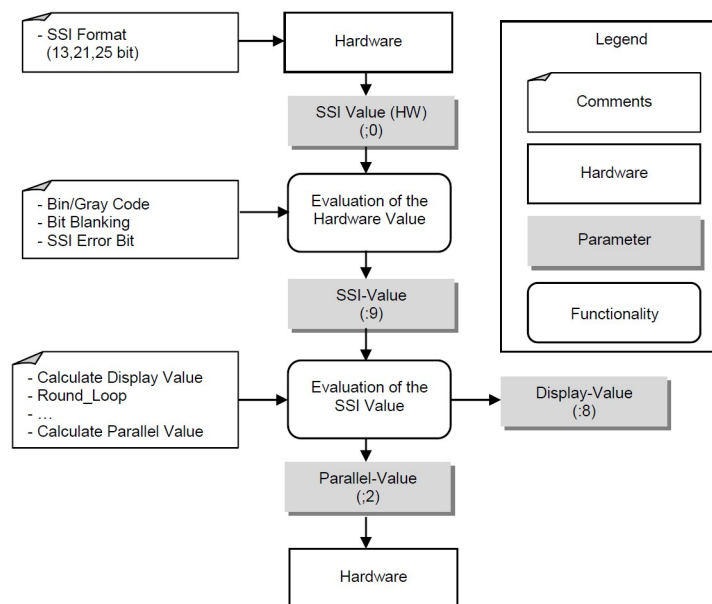 - SSI Format
(13,21,25 bit)
Hardware
SSI Value (HW)
(;0)
- Bin/Gray Code
- Bit Blanking
- SSI Error Bit
Evaluation of the
Hardware Value
SSI-Value
(:9)
- Calculate Display Value
- Round_Loop
- ...
- Calculate Parallel Value
Evaluation of the
SSI Value
Display-Value
(:8)
Parallel-Value
(;2)
Hardware
Legend
Comments
Hardware
Parameter
Functionality